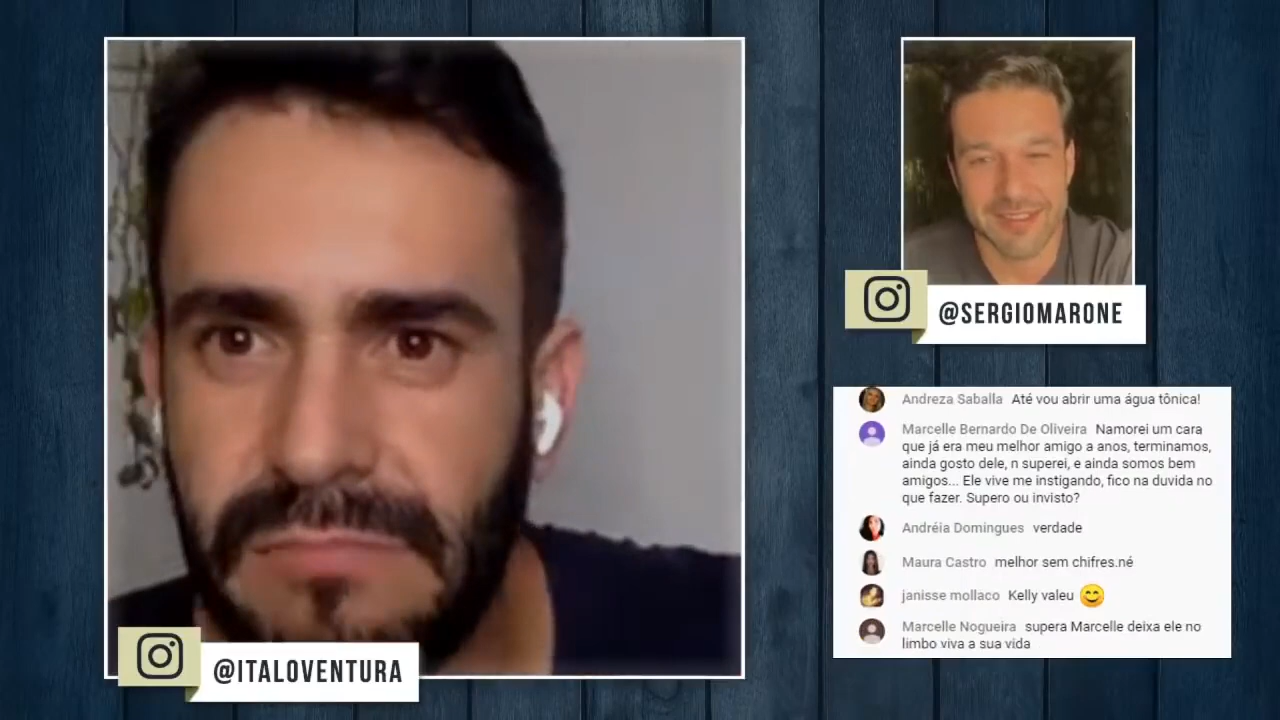 @ITALOVENTURA
@SERGIOMARONE
Andreza Saballa Até vou abrir uma água tônica!
Marcelle Bernardo De Oliveira Namorei um cara
que já era meu melhor amigo a anos, terminamos,
ainda gosto dele, n superei, e ainda somos bem
amigos... Ele vive me instigando, fico na duvida no
que fazer. Supero ou invisto?
Andréia Domingues verdade
Maura Castro melhor sem chifres.né
janisse mollaco Kelly valeu 😊
Marcelle Nogueira supera Marcelle deixa ele no
limbo viva a sua vida